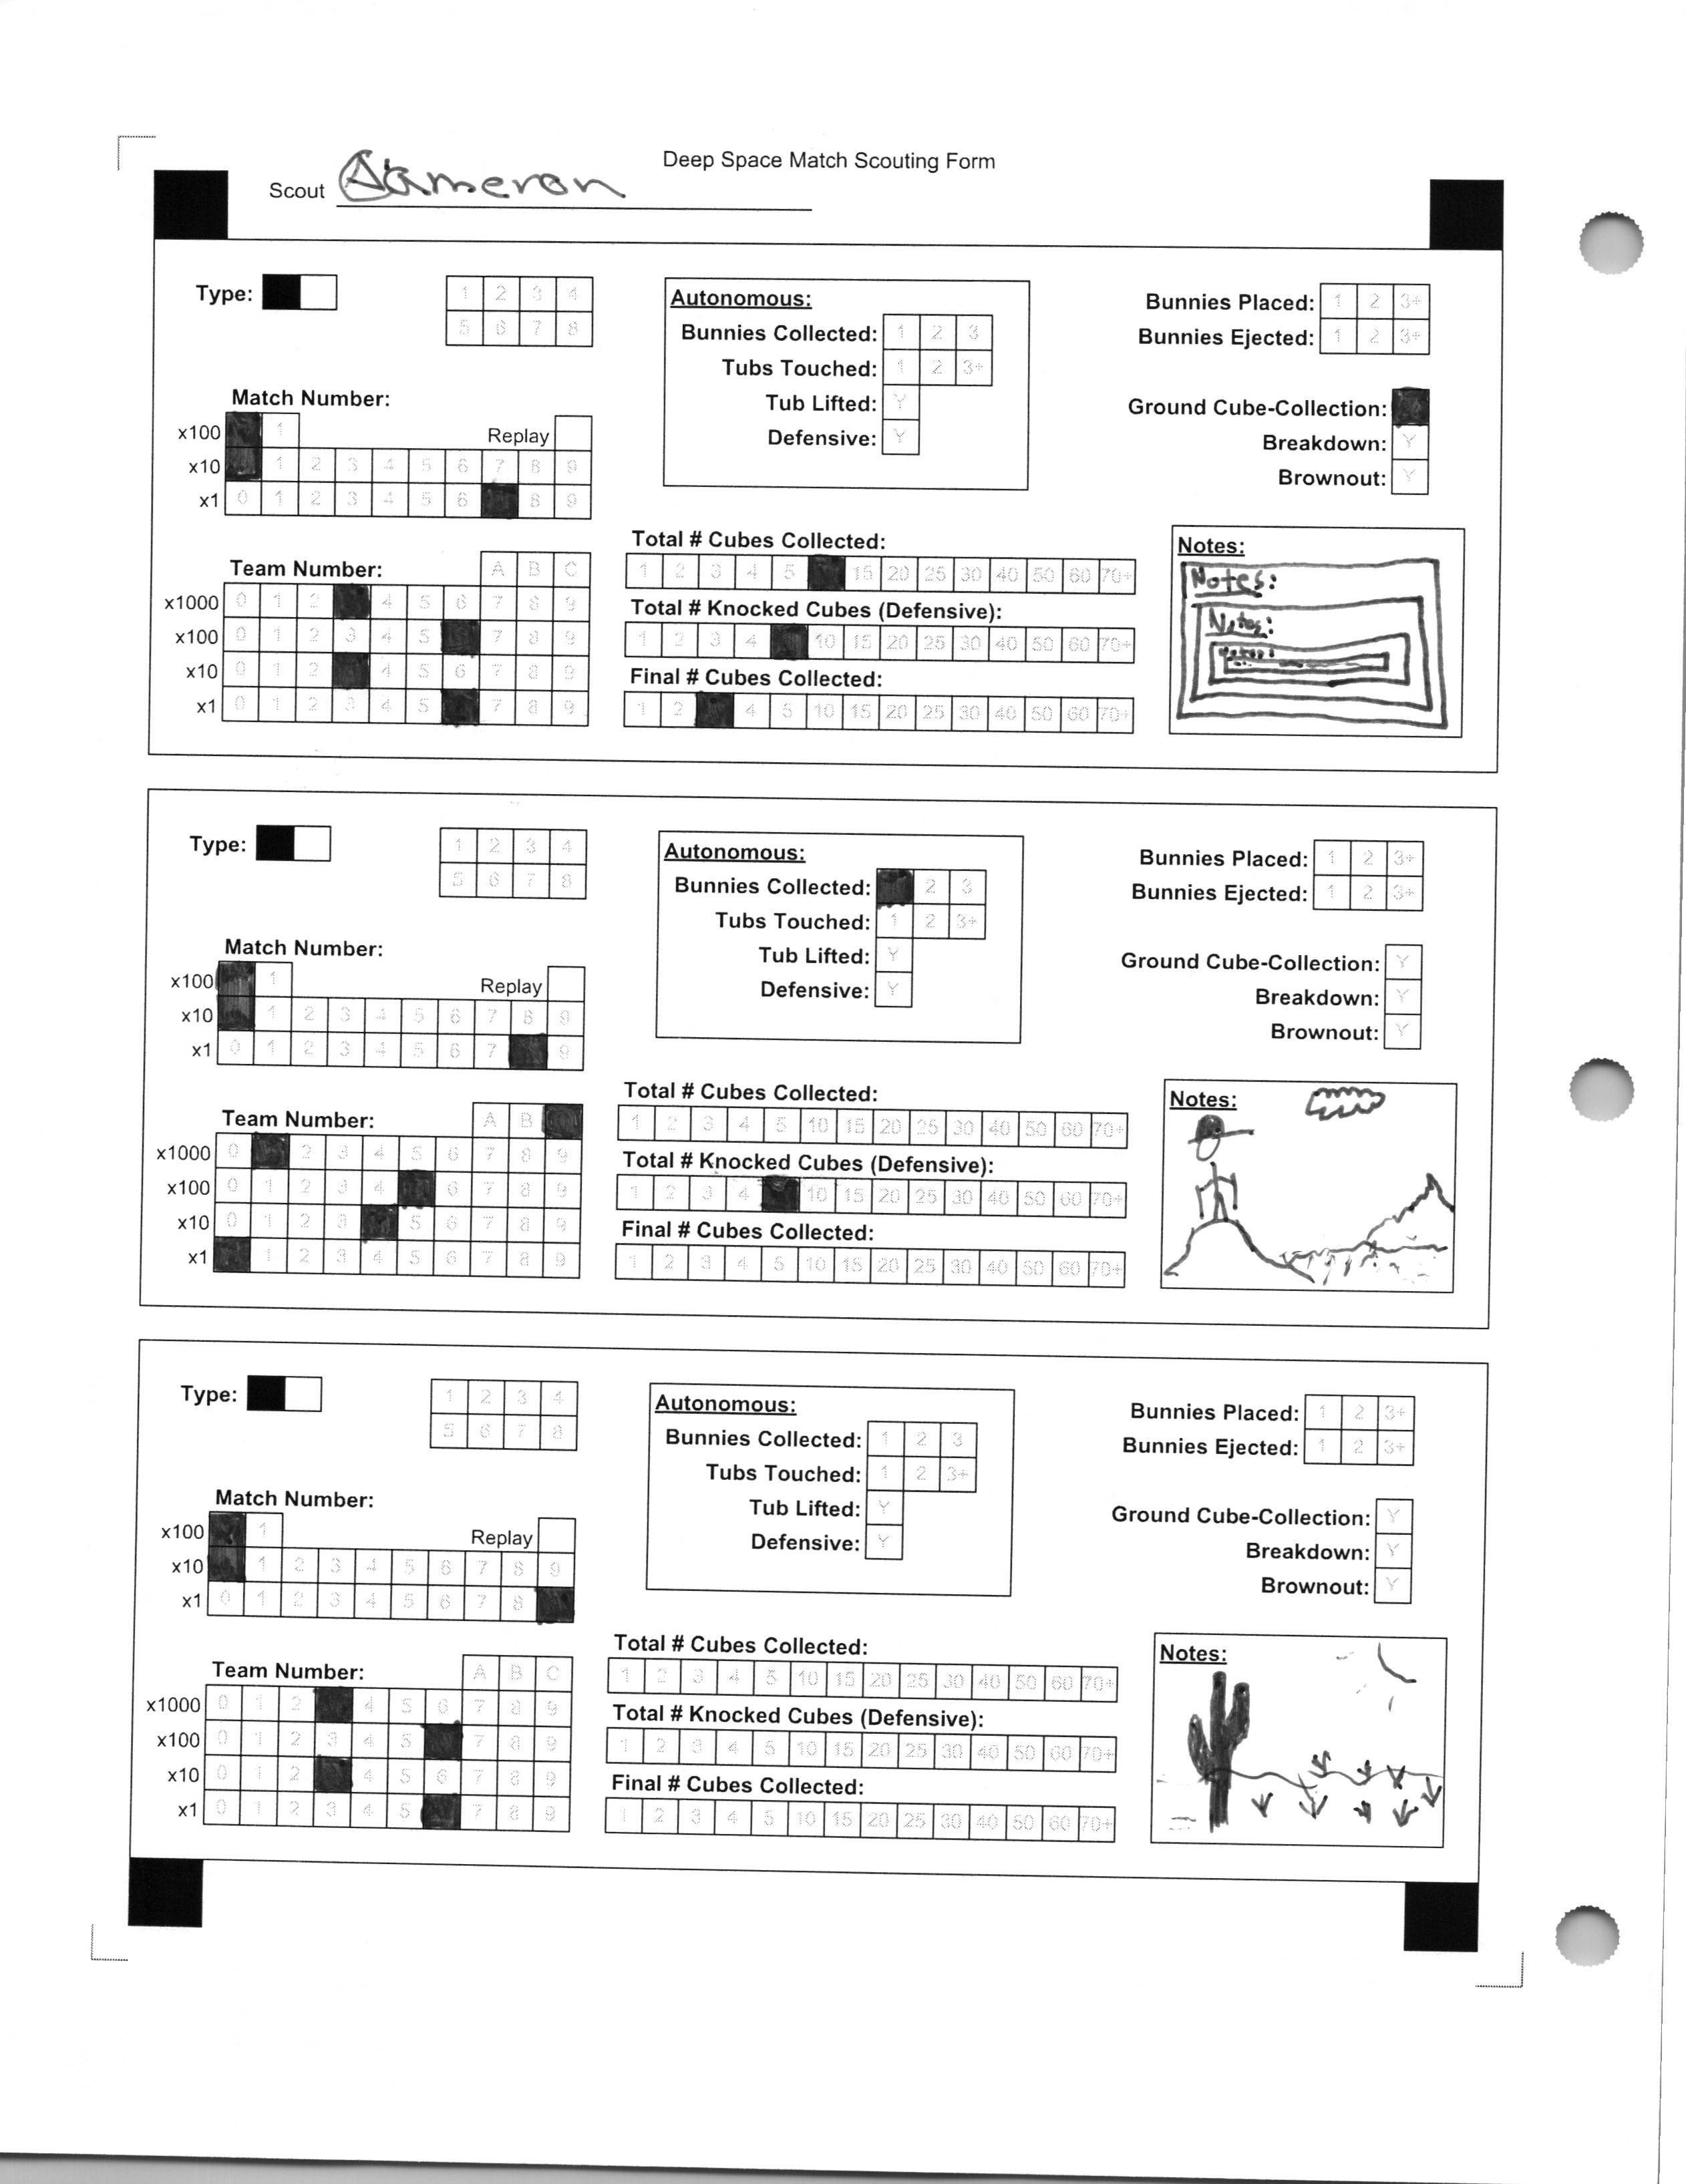 Deep Space Match Scouting Form
Scout Cameron
Type:
1 2 3 4
5 6 7 8
Match Number:
x100 1 Replay
x10 1 2 3 4 5 6 7 8 9
x1 0 1 2 3 4 5 6 8 9
Team Number: A B C
x1000 0 1 2 4 5 6 7 8 9
x100 0 1 2 3 4 5 7 8 9
x10 0 1 2 4 5 6 7 8 9
x1 0 1 2 3 4 5 7 8 9
Autonomous:
Bunnies Collected: 1 2 3
Tubs Touched: 1 2 3+
Tub Lifted: Y
Defensive: Y
Total # Cubes Collected:
1 2 3 4 5 15 20 25 30 40 50 60 70+
Total # Knocked Cubes (Defensive):
1 2 3 4 10 15 20 25 30 40 50 60 70+
Final # Cubes Collected:
1 2 4 5 10 15 20 25 30 40 50 60 70+
Bunnies Placed: 1 2 3+
Bunnies Ejected: 1 2 3+
Ground Cube-Collection:
Breakdown: Y
Brownout: Y
Notes:
Notes:
Notes:
Notes:
Type:
1 2 3 4
5 6 7 8
Match Number:
x100 1 Replay
x10 1 2 3 4 5 6 7 8 9
x1 0 1 2 3 4 5 6 7 9
Team Number: A B
x1000 0 2 3 4 5 6 7 8 9
x100 0 1 2 3 4 6 7 8 9
x10 0 1 2 3 5 6 7 8 9
x1 1 2 3 4 5 6 7 8 9
Autonomous:
Bunnies Collected: 2 3
Tubs Touched: 1 2 3+
Tub Lifted: Y
Defensive: Y
Total # Cubes Collected:
1 2 3 4 5 10 15 20 25 30 40 50 60 70+
Total # Knocked Cubes (Defensive):
1 2 3 4 10 15 20 25 30 40 50 60 70+
Final # Cubes Collected:
1 2 3 4 5 10 15 20 25 30 40 50 60 70+
Bunnies Placed: 1 2 3+
Bunnies Ejected: 1 2 3+
Ground Cube-Collection: Y
Breakdown: Y
Brownout: Y
Notes:
Type:
1 2 3 4
5 6 7 8
Match Number:
x100 1 Replay
x10 1 2 3 4 5 6 7 8 9
x1 0 1 2 3 4 5 6 7 8
Team Number: A B C
x1000 0 1 2 4 5 6 7 8 9
x100 0 1 2 3 4 5 7 8 9
x10 0 1 2 4 5 6 7 8 9
x1 0 1 2 3 4 5 7 8 9
Autonomous:
Bunnies Collected: 1 2 3
Tubs Touched: 1 2 3+
Tub Lifted: Y
Defensive: Y
Total # Cubes Collected:
1 2 3 4 5 10 15 20 25 30 40 50 60 70+
Total # Knocked Cubes (Defensive):
1 2 3 4 5 10 15 20 25 30 40 50 60 70+
Final # Cubes Collected:
1 2 3 4 5 10 15 20 25 30 40 50 60 70+
Bunnies Placed: 1 2 3+
Bunnies Ejected: 1 2 3+
Ground Cube-Collection: Y
Breakdown: Y
Brownout: Y
Notes: